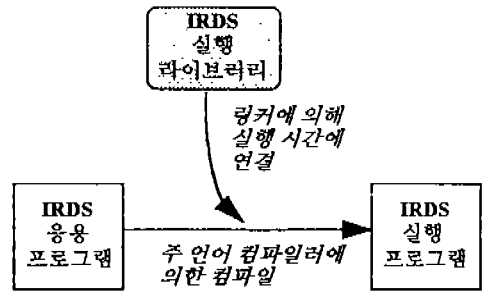 IRDS
실행
라이브러리
링커에 의해
실행 시간에
연결
IRDS
응용
프로그램
주 언어 컴파일러에
의한 컴파일
IRDS
실행
프로그램